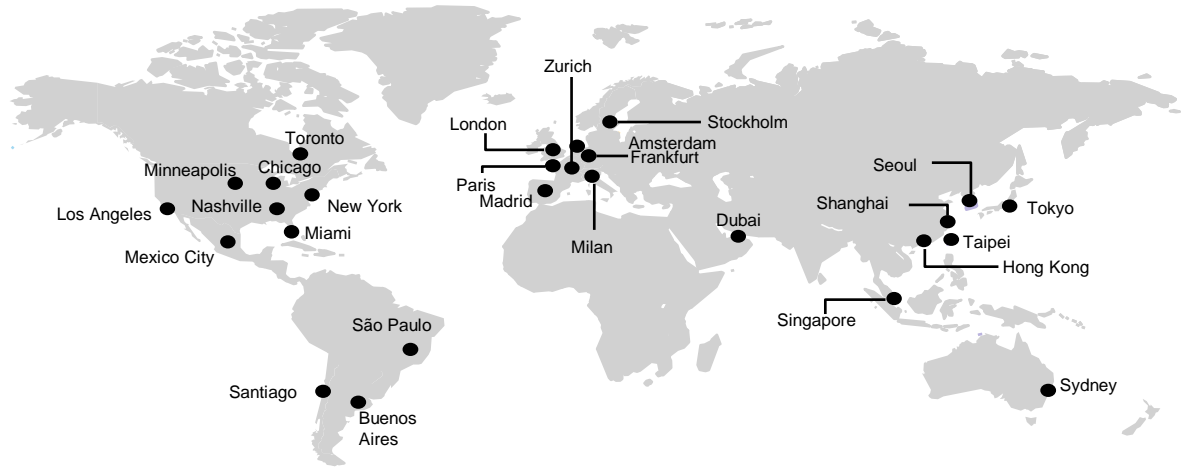 Zurich
London
Stockholm
Toronto
Amsterdam
Frankfurt
Minneapolis
Chicago
Seoul
Paris
Madrid
Los Angeles
Nashville
New York
Shanghai
Tokyo
Dubai
Miami
Milan
Taipei
Mexico City
Hong Kong
Singapore
São Paulo
Santiago
Sydney
Buenos
Aires